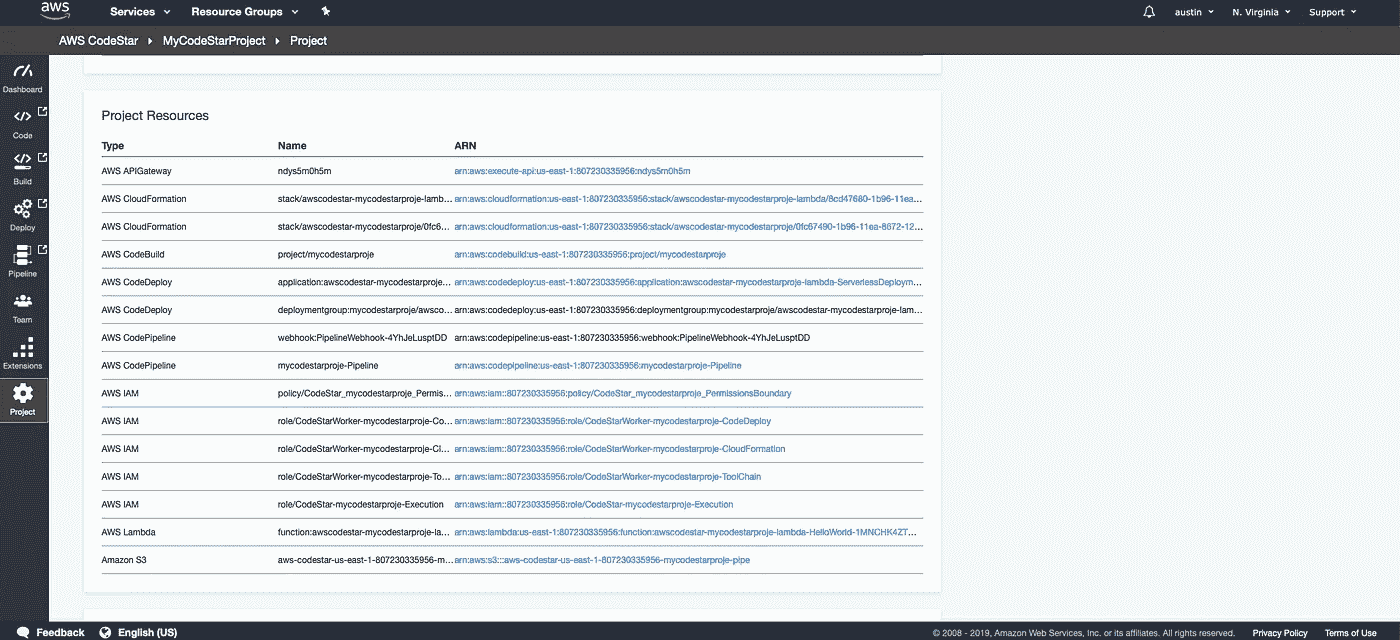 aws Services Resource Groups austin N. Virginia Support
AWS CodeStar MyCodeStarProject Project
Dashboard
Code
Build
Deploy
Pipeline
Team
Extensions
Project
Project Resources
Type Name ARN
AWS APIGateway ndys5m0h5m arn:aws:execute-api:us-east-1:807230335956:ndys5m0h5m
AWS CloudFormation stack/awscodestar-mycodestarproje-lamb... arn:aws:cloudformation:us-east-1:807230335956:stack/awscodestar-mycodestarproje-lambda/8cd47680-1b96-11ea...
AWS CloudFormation stack/awscodestar-mycodestarproje/0fc6... arn:aws:cloudformation:us-east-1:807230335956:stack/awscodestar-mycodestarproje/0fc67490-1b96-11ea-8672-12...
AWS CodeBuild project/mycodestarproje arn:aws:codebuild:us-east-1:807230335956:project/mycodestarproje
AWS CodeDeploy application:awscodestar-mycodestarproje... arn:aws:codedeploy:us-east-1:807230335956:application:awscodestar-mycodestarproje-lambda-ServerlessDeploym...
AWS CodeDeploy deploymentgroup:mycodestarproje/awsco... arn:aws:codedeploy:us-east-1:807230335956:deploymentgroup:mycodestarproje/awscodestar-mycodestarproje-lam...
AWS CodePipeline webhook:PipelineWebhook-4YhJeLusptDD arn:aws:codepipeline:us-east-1:807230335956:webhook:PipelineWebhook-4YhJeLusptDD
AWS CodePipeline mycodestarproje-Pipeline arn:aws:codepipeline:us-east-1:807230335956:mycodestarproje-Pipeline
AWS IAM policy/CodeStar_mycodestarproje_Permis... arn:aws:iam::807230335956:policy/CodeStar_mycodestarproje_PermissionsBoundary
AWS IAM role/CodeStarWorker-mycodestarproje-Co... arn:aws:iam::807230335956:role/CodeStarWorker-mycodestarproje-CodeDeploy
AWS IAM role/CodeStarWorker-mycodestarproje-Cl... arn:aws:iam::807230335956:role/CodeStarWorker-mycodestarproje-CloudFormation
AWS IAM role/CodeStarWorker-mycodestarproje-To... arn:aws:iam::807230335956:role/CodeStarWorker-mycodestarproje-ToolChain
AWS IAM role/CodeStar-mycodestarproje-Execution arn:aws:iam::807230335956:role/CodeStar-mycodestarproje-Execution
AWS Lambda function:awscodestar-mycodestarproje-la... arn:aws:lambda:us-east-1:807230335956:function:awscodestar-mycodestarproje-lambda-HelloWorld-1MNCHK4ZT...
Amazon S3 aws-codestar-us-east-1-807230335956-m... arn:aws:s3:::aws-codestar-us-east-1-807230335956-mycodestarproje-pipe
Feedback English (US) © 2008 - 2019, Amazon Web Services, Inc. or its affiliates. All rights reserved. Privacy Policy Terms of Use